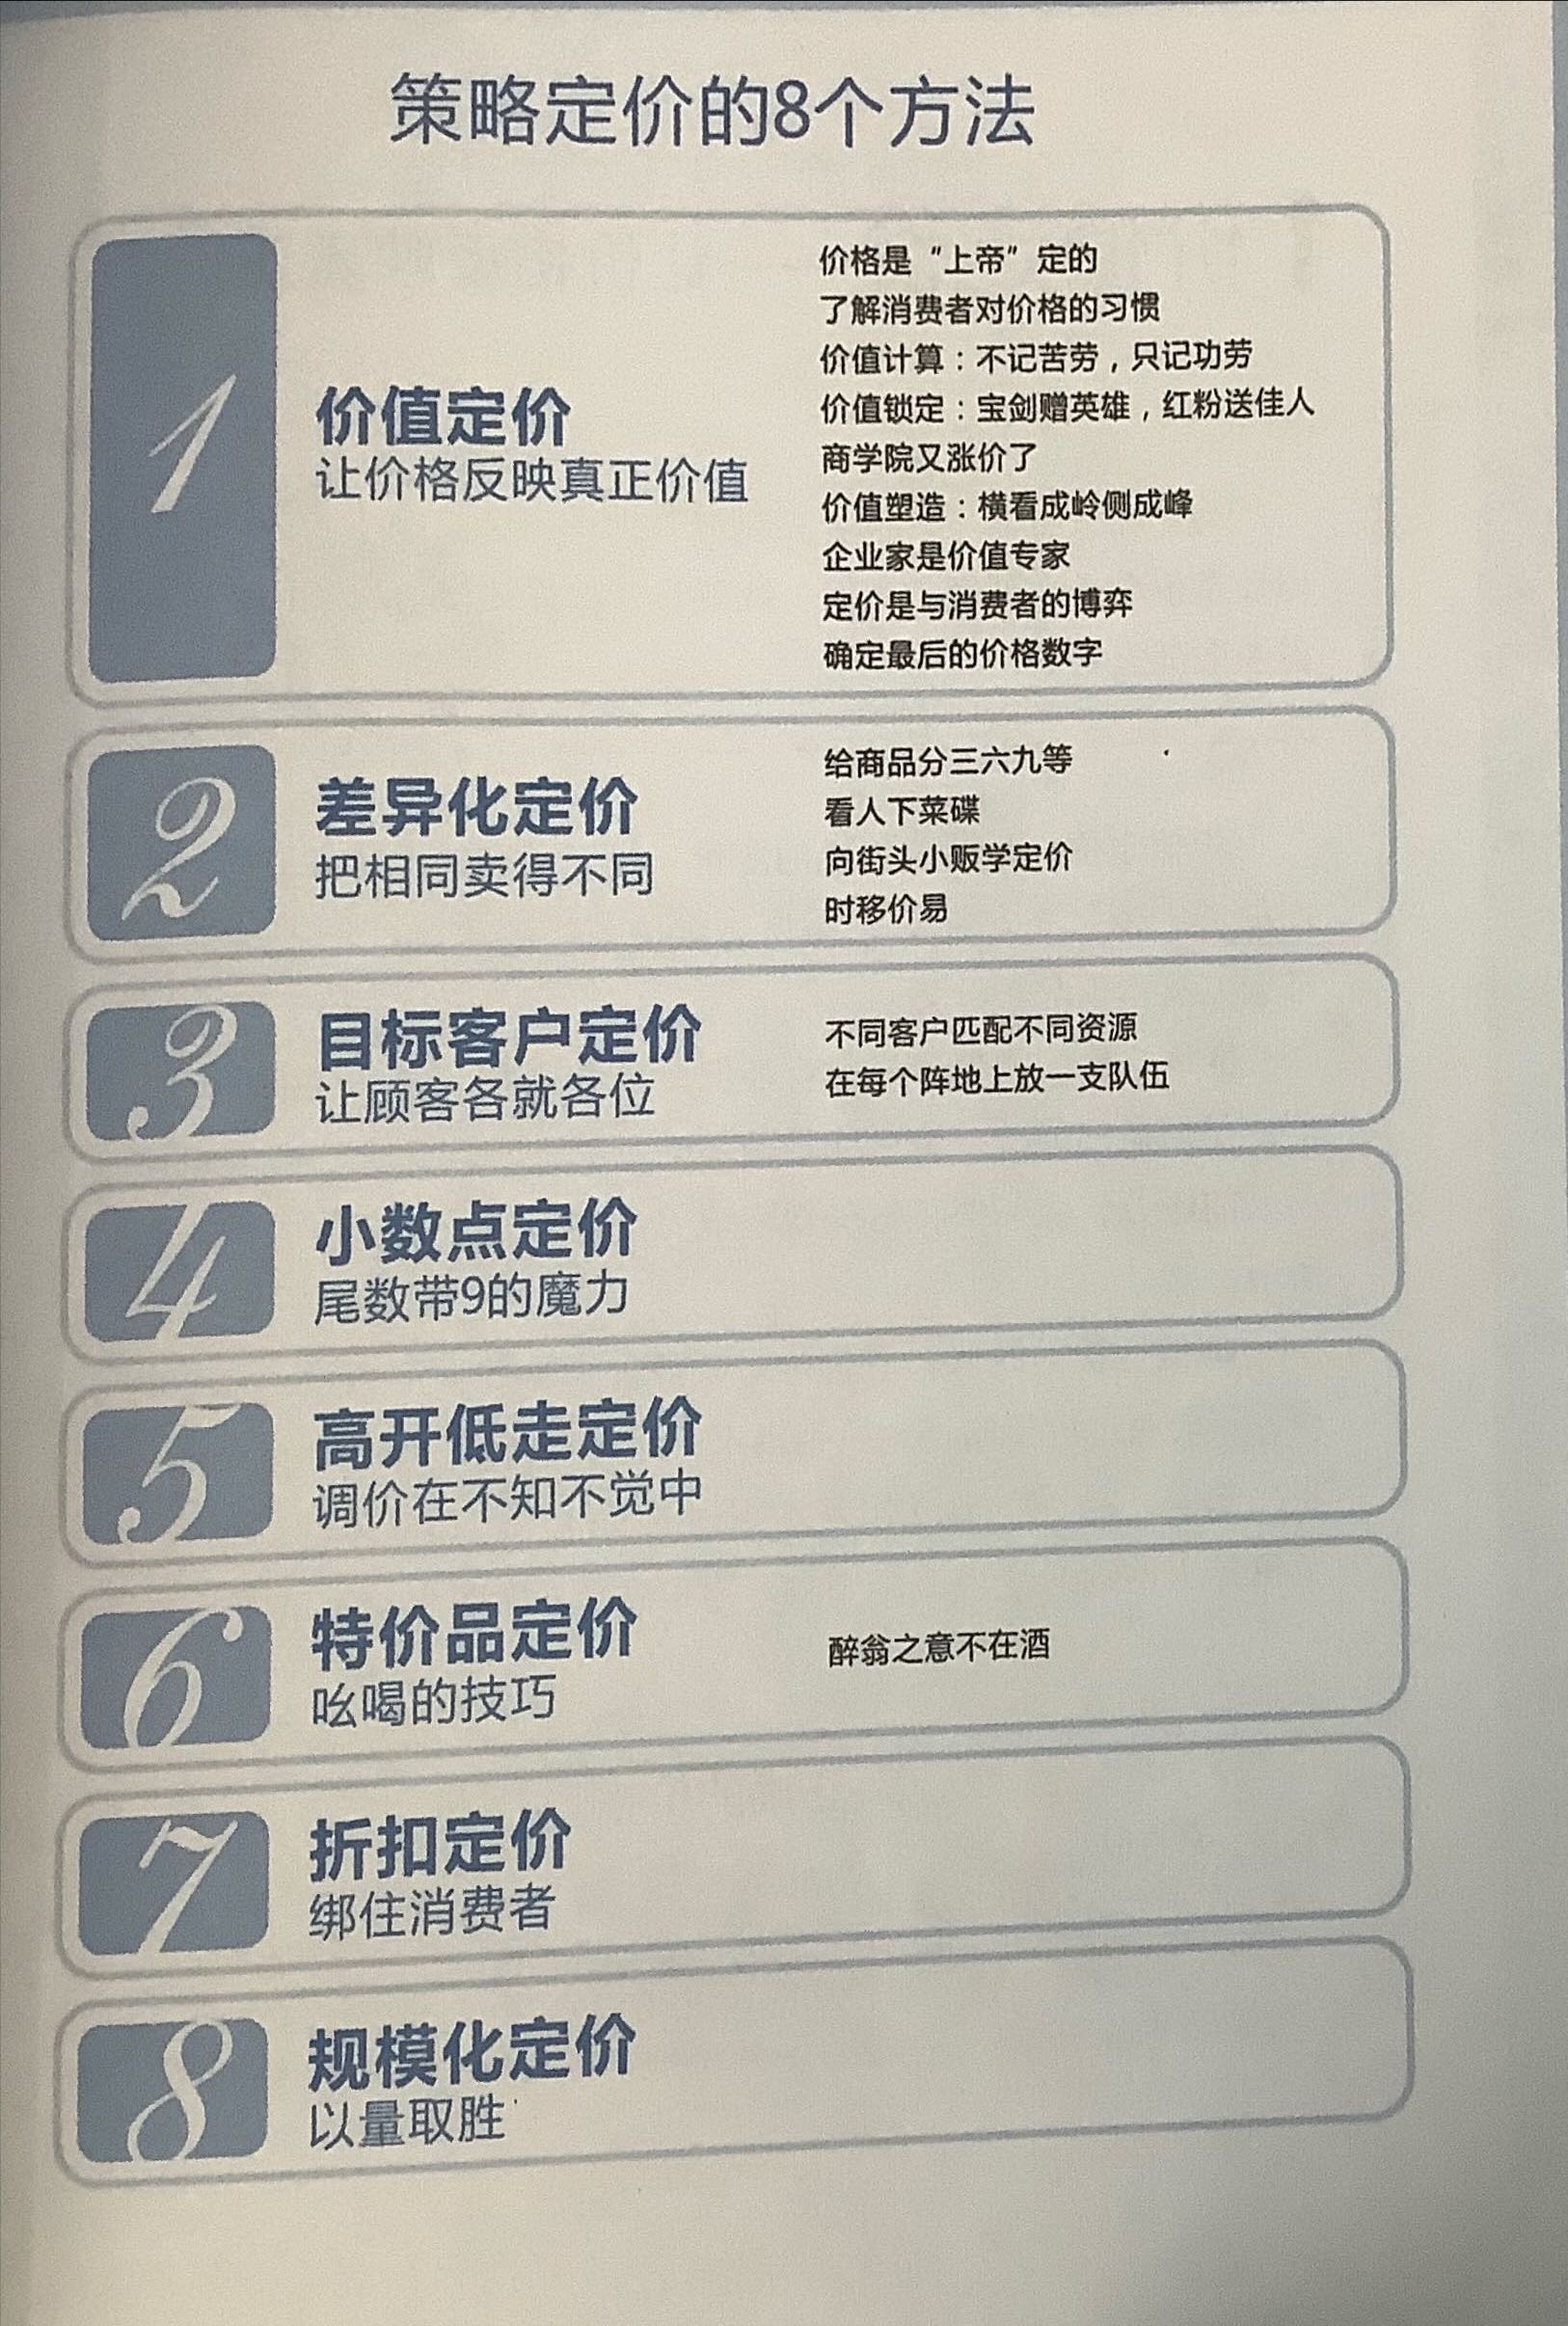 策略定价的8个方法
1
价值定价
让价格反映真正价值
价格是“上帝”定的
了解消费者对价格的习惯
价值计算：不记苦劳，只记功劳
价值锁定：宝剑赠英雄，红粉送佳人
商学院又涨价了
价值塑造：横看成岭侧成峰
企业家是价值专家
定价是与消费者的博弈
确定最后的价格数字
2
差异化定价
把相同卖得不同
给商品分三六九等
看人下菜碟
向街头小贩学定价
时移价易
3
目标客户定价
让顾客各就各位
不同客户匹配不同资源
在每个阵地上放一支队伍
4
小数点定价
尾数带9的魔力
5
高开低走定价
调价在不知不觉中
6
特价品定价
吆喝的技巧
醉翁之意不在酒
7
折扣定价
绑住消费者
8
规模化定价
以量取胜